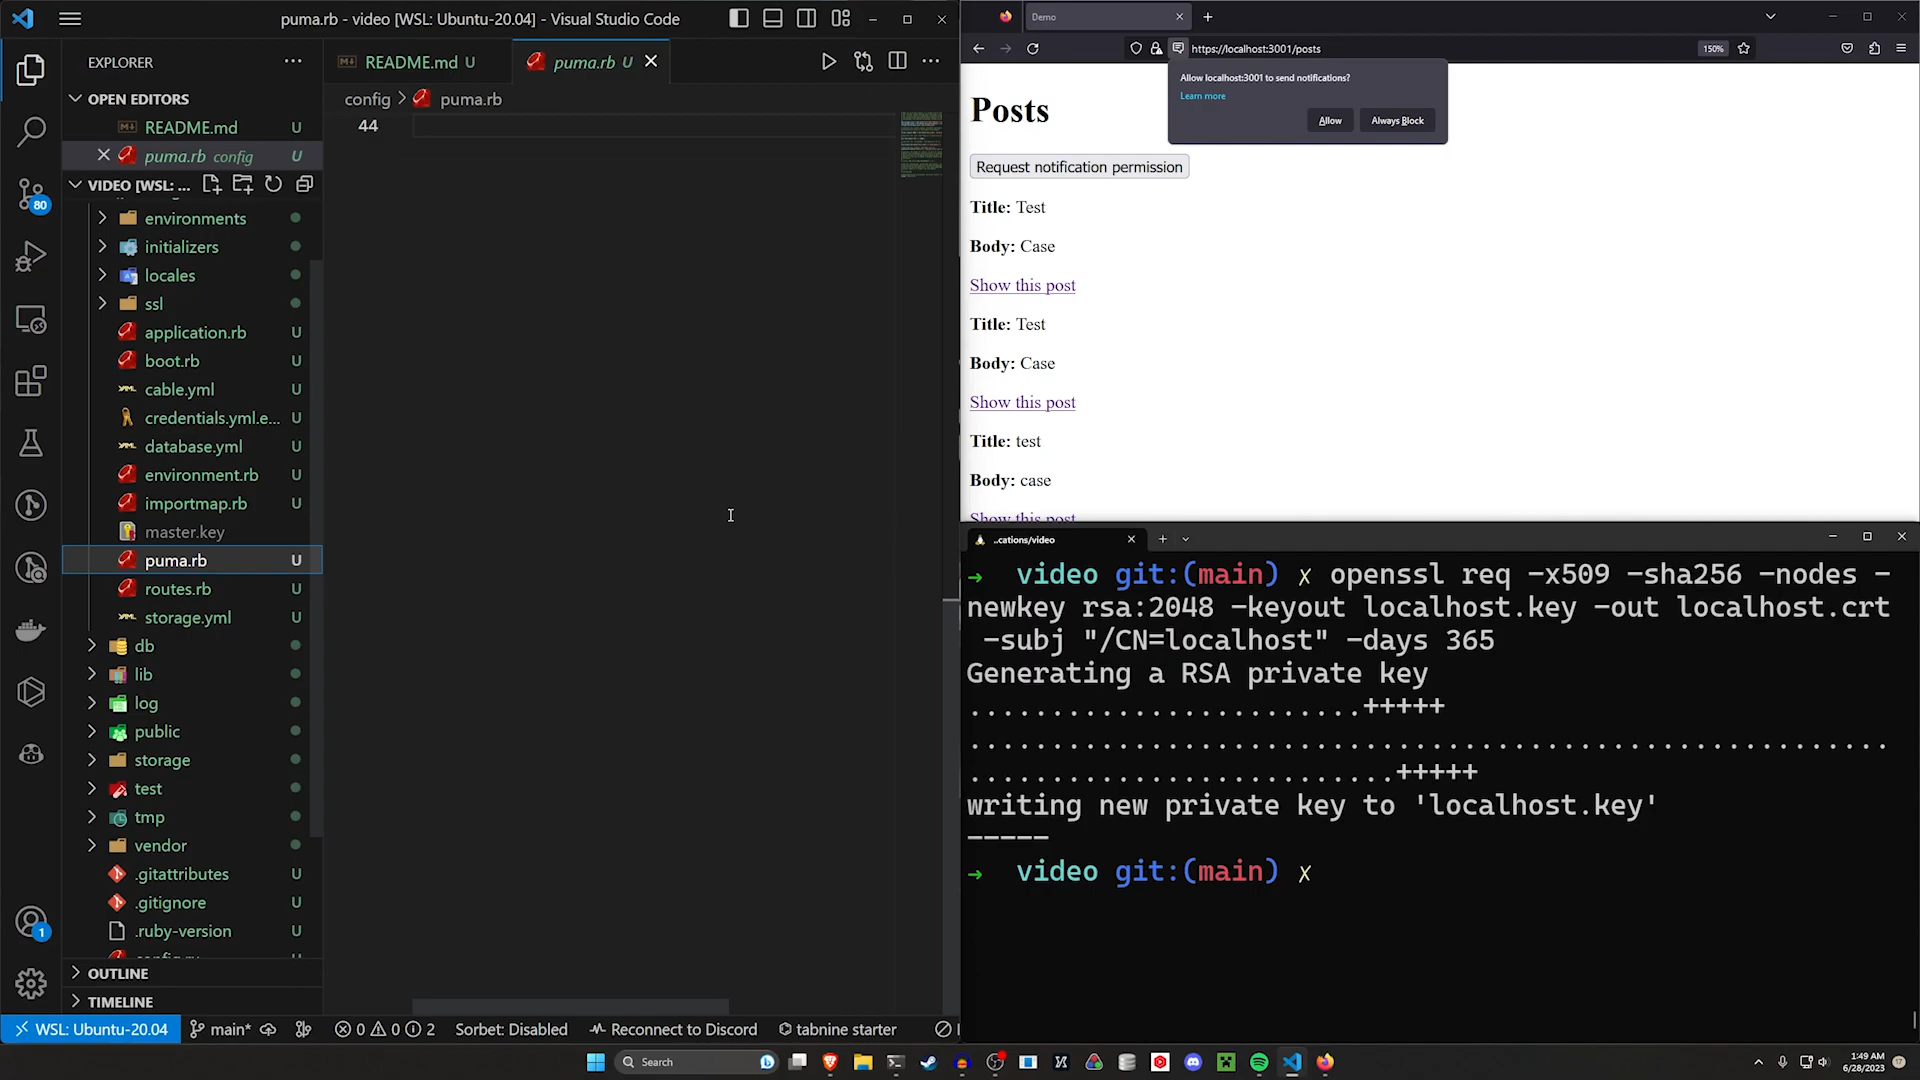 puma.rb - video [WSL: Ubuntu-20.04] - Visual Studio Code
EXPLORER
OPEN EDITORS
README.md U
puma.rb config U
VIDEO [WSL: ...
environments
initializers
locales
ssl
application.rb U
boot.rb U
cable.yml U
credentials.yml.e... U
database.yml U
environment.rb U
importmap.rb U
master.key
puma.rb U
routes.rb U
storage.yml U
db
lib
log
public
storage
test
tmp
vendor
.gitattributes U
.gitignore U
.ruby-version U
OUTLINE
TIMELINE
80
1
README.md U
puma.rb U
config > puma.rb
44
WSL: Ubuntu-20.04 main* 0 0 2 Sorbet: Disabled Reconnect to Discord tabnine starter
Demo
https://localhost:3001/posts
150%
Allow localhost:3001 to send notifications?
Learn more
Allow
Always Block
Posts
Request notification permission
Title: Test
Body: Case
Show this post
Title: Test
Body: Case
Show this post
Title: test
Body: case
Show this post
..cations/video
→ video git:(main) x openssl req -x509 -sha256 -nodes -
newkey rsa:2048 -keyout localhost.key -out localhost.crt
-subj "/CN=localhost" -days 365
Generating a RSA private key
........................+++++
........................................................
..........................+++++
writing new private key to 'localhost.key'
-----
→ video git:(main) x
Search
1:49 AM
6/28/2023